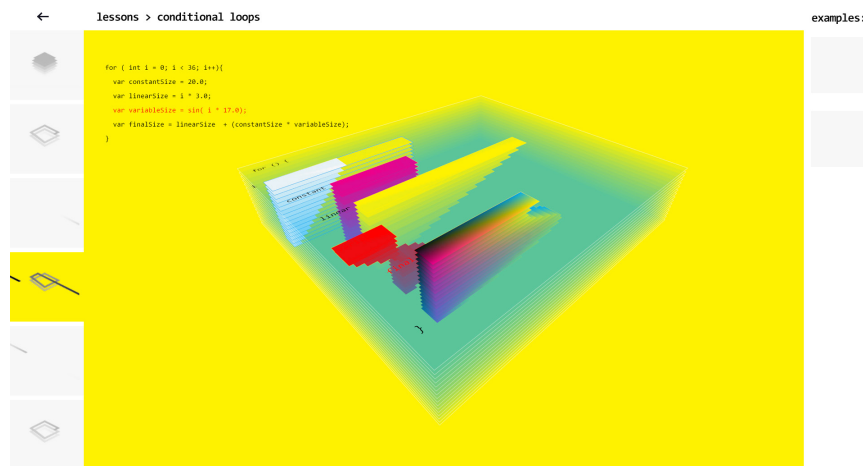 lessons > conditional loops
examples:
for ( int i = 0; i < 36; i++){
var constantSize = 20.0;
var linearSize = i * 3.0;
var variableSize = sin( i * 17.0);
var finalSize = linearSize + (constantSize * variableSize);
}
for () {
i
constant
linear
}